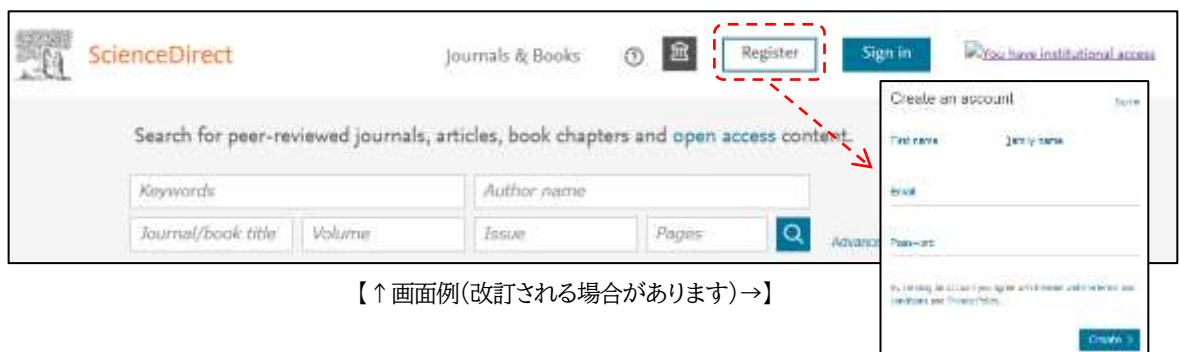 ScienceDirect
Journals & Books
?
Register
Sign in
You have institutional access
Search for peer-reviewed journals, articles, book chapters and open access content.
Keywords
Author name
Journal/book title
Volume
Issue
Pages
Advance
Create an account
First name
Family name
Email
Password
Create >
【↑画面例(改訂される場合があります)→】